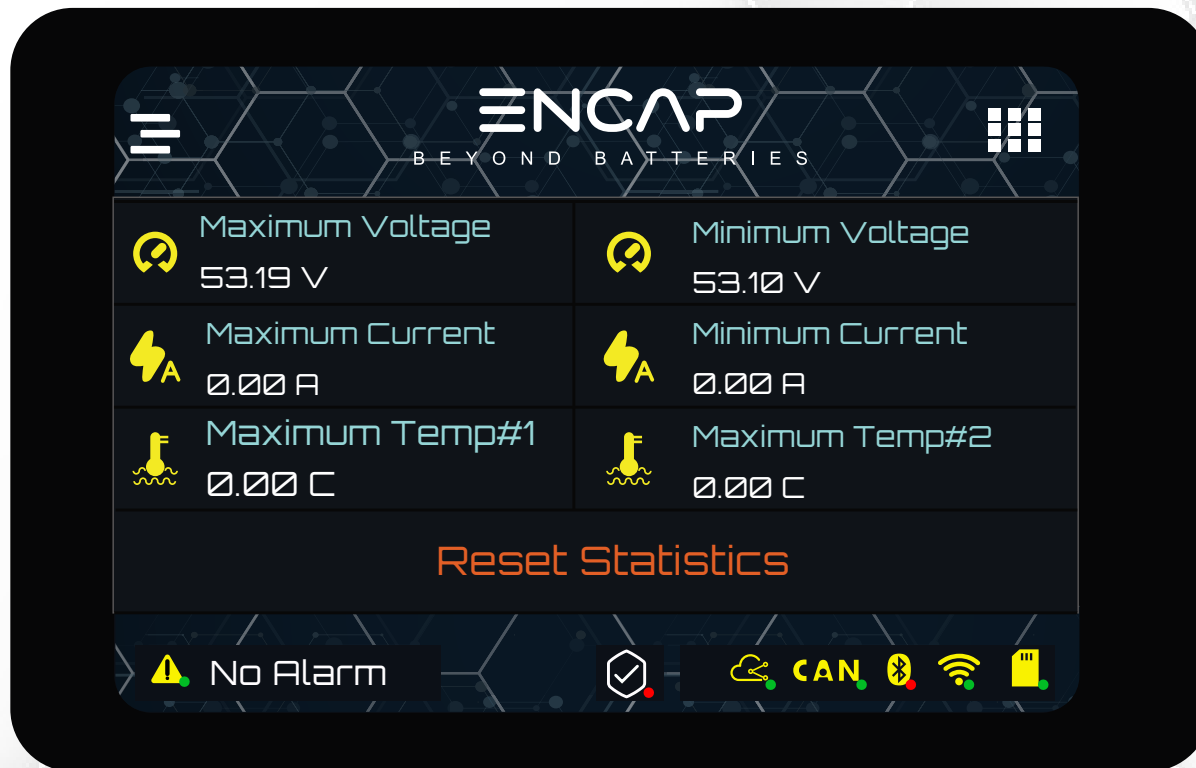 ENCAP
BEYOND BATTERIES
Maximum Voltage
53.19 V
Minimum Voltage
53.10 V
Maximum Current
0.00 A
Minimum Current
0.00 A
Maximum Temp#1
0.00 C
Maximum Temp#2
0.00 C
Reset Statistics
No Alarm
CAN